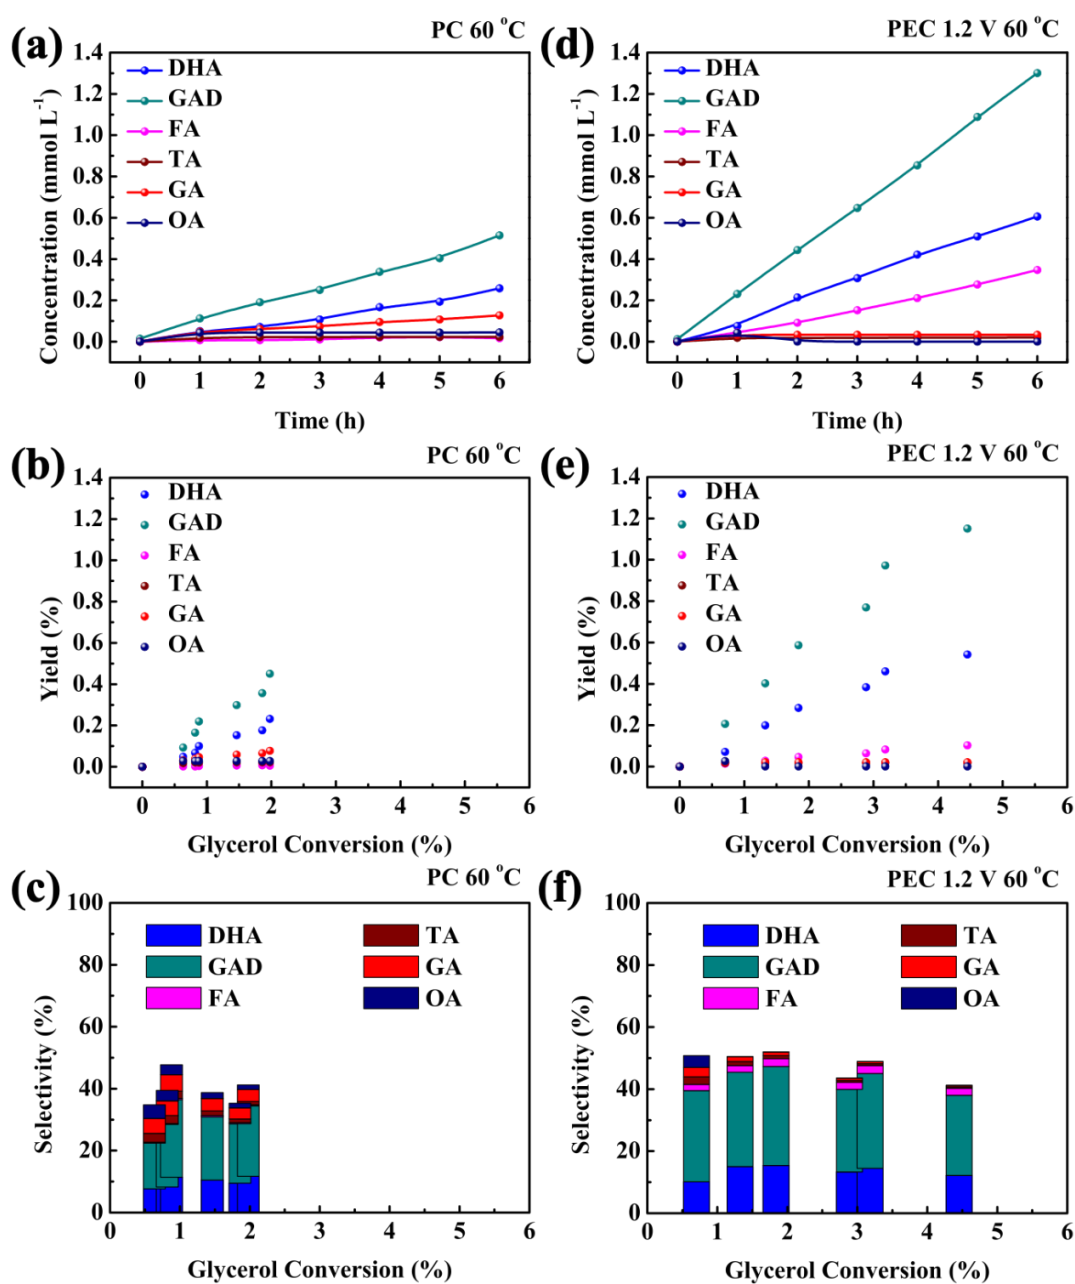 (a)
PC 60 °C
1.4
1.2
1.0
0.8
0.6
0.4
0.2
0.0
Concentration (mmol L⁻¹)
DHA
GAD
FA
TA
GA
OA
0 1 2 3 4 5 6
Time (h)
(d)
PEC 1.2 V 60 °C
1.4
1.2
1.0
0.8
0.6
0.4
0.2
0.0
Concentration (mmol L⁻¹)
DHA
GAD
FA
TA
GA
OA
0 1 2 3 4 5 6
Time (h)
(b)
PC 60 °C
1.4
1.2
1.0
0.8
0.6
0.4
0.2
0.0
Yield (%)
DHA
GAD
FA
TA
GA
OA
0 1 2 3 4 5 6
Glycerol Conversion (%)
(e)
PEC 1.2 V 60 °C
1.4
1.2
1.0
0.8
0.6
0.4
0.2
0.0
Yield (%)
DHA
GAD
FA
TA
GA
OA
0 1 2 3 4 5 6
Glycerol Conversion (%)
(c)
PC 60 °C
100
80
60
40
20
0
Selectivity (%)
DHA TA
GAD GA
FA OA
0 1 2 3 4 5 6
Glycerol Conversion (%)
(f)
PEC 1.2 V 60 °C
100
80
60
40
20
0
Selectivity (%)
DHA TA
GAD GA
FA OA
0 1 2 3 4 5 6
Glycerol Conversion (%)